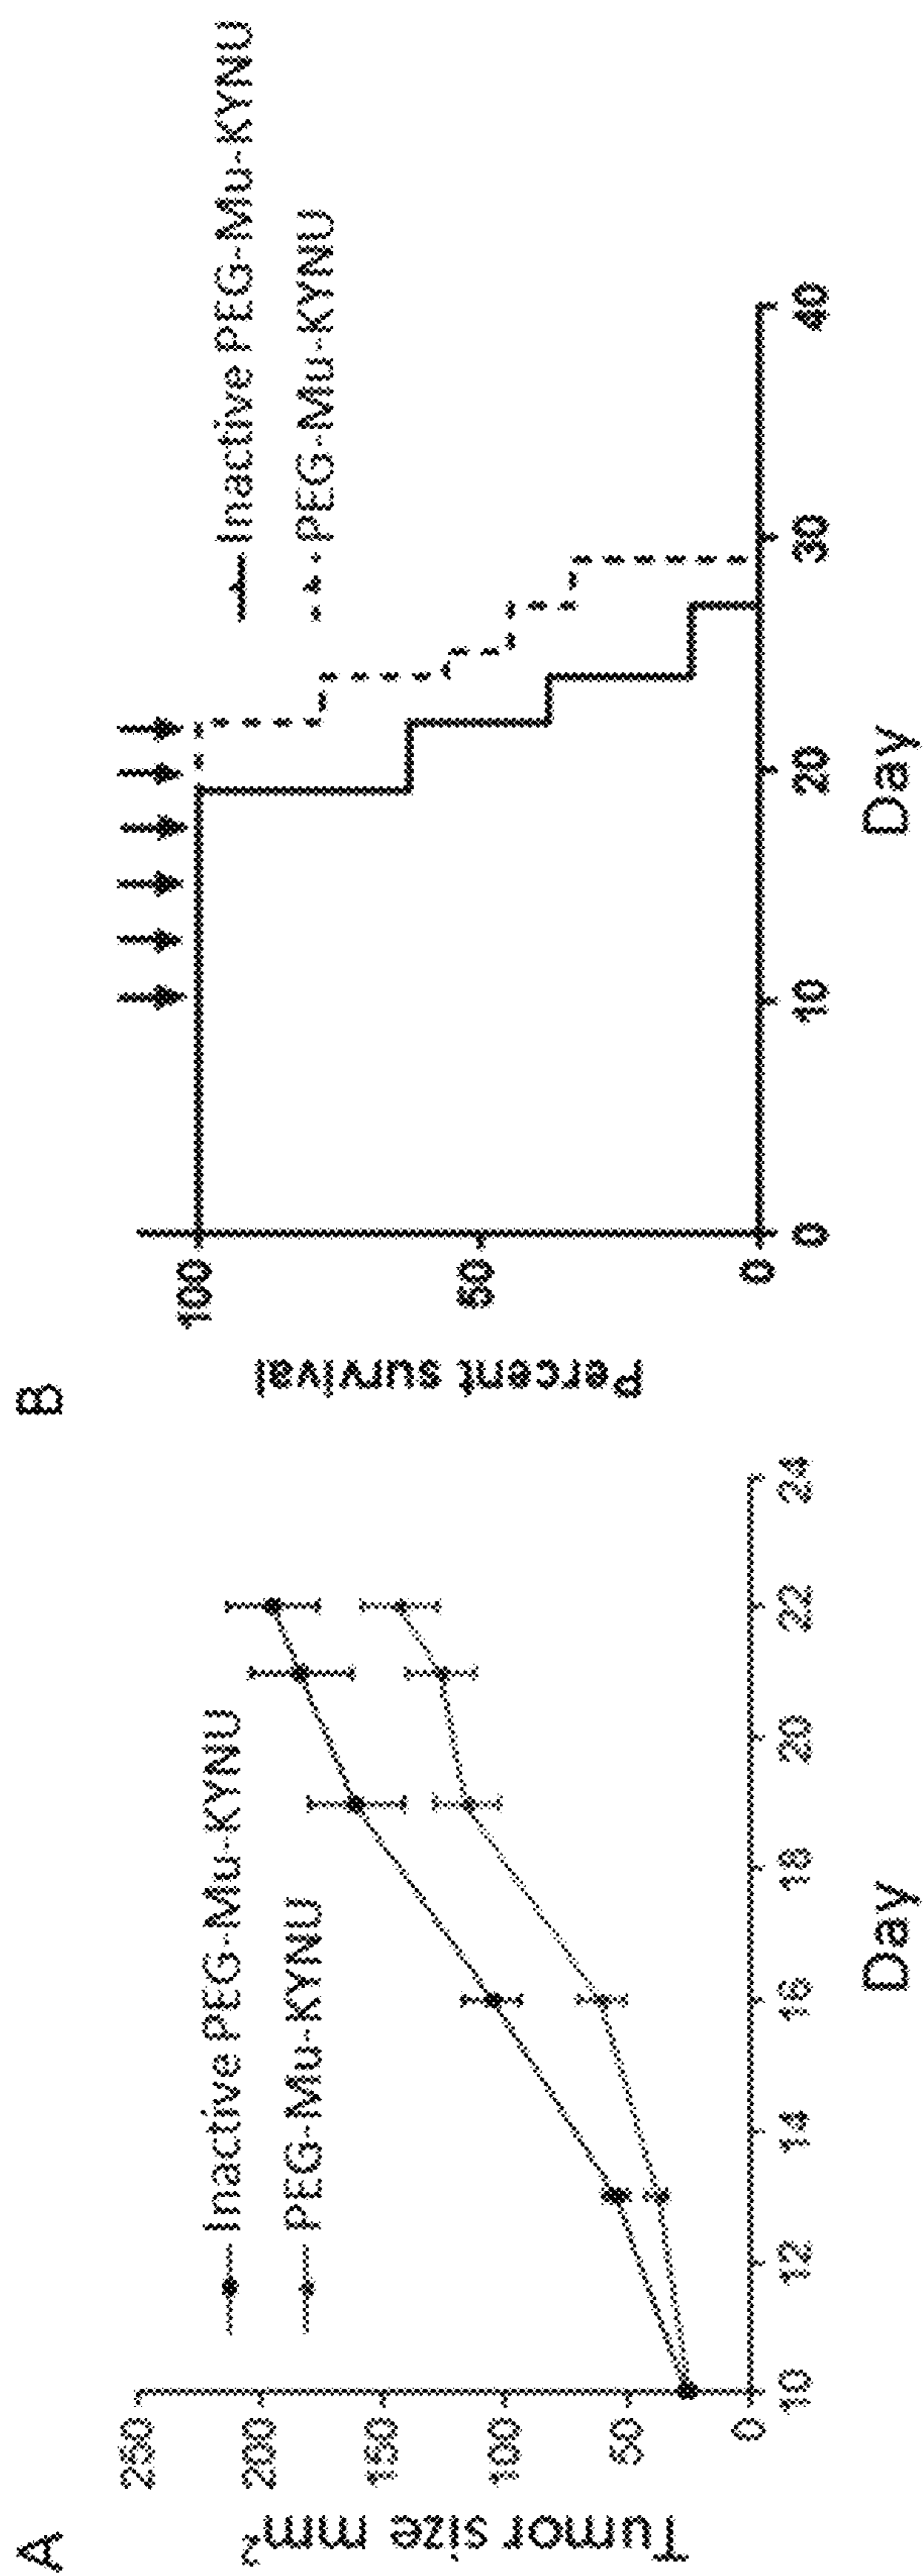 A
Tumor size mm²
250
200
150
100
50
0
Inactive PEG-Mu-KYNU
PEG-Mu-KYNU
10
12
14
16
18
20
22
24
Day
B
Percent survival
100
50
0
Inactive PEG-Mu-KYNU
PEG-Mu-KYNU
0
10
20
30
40
Day